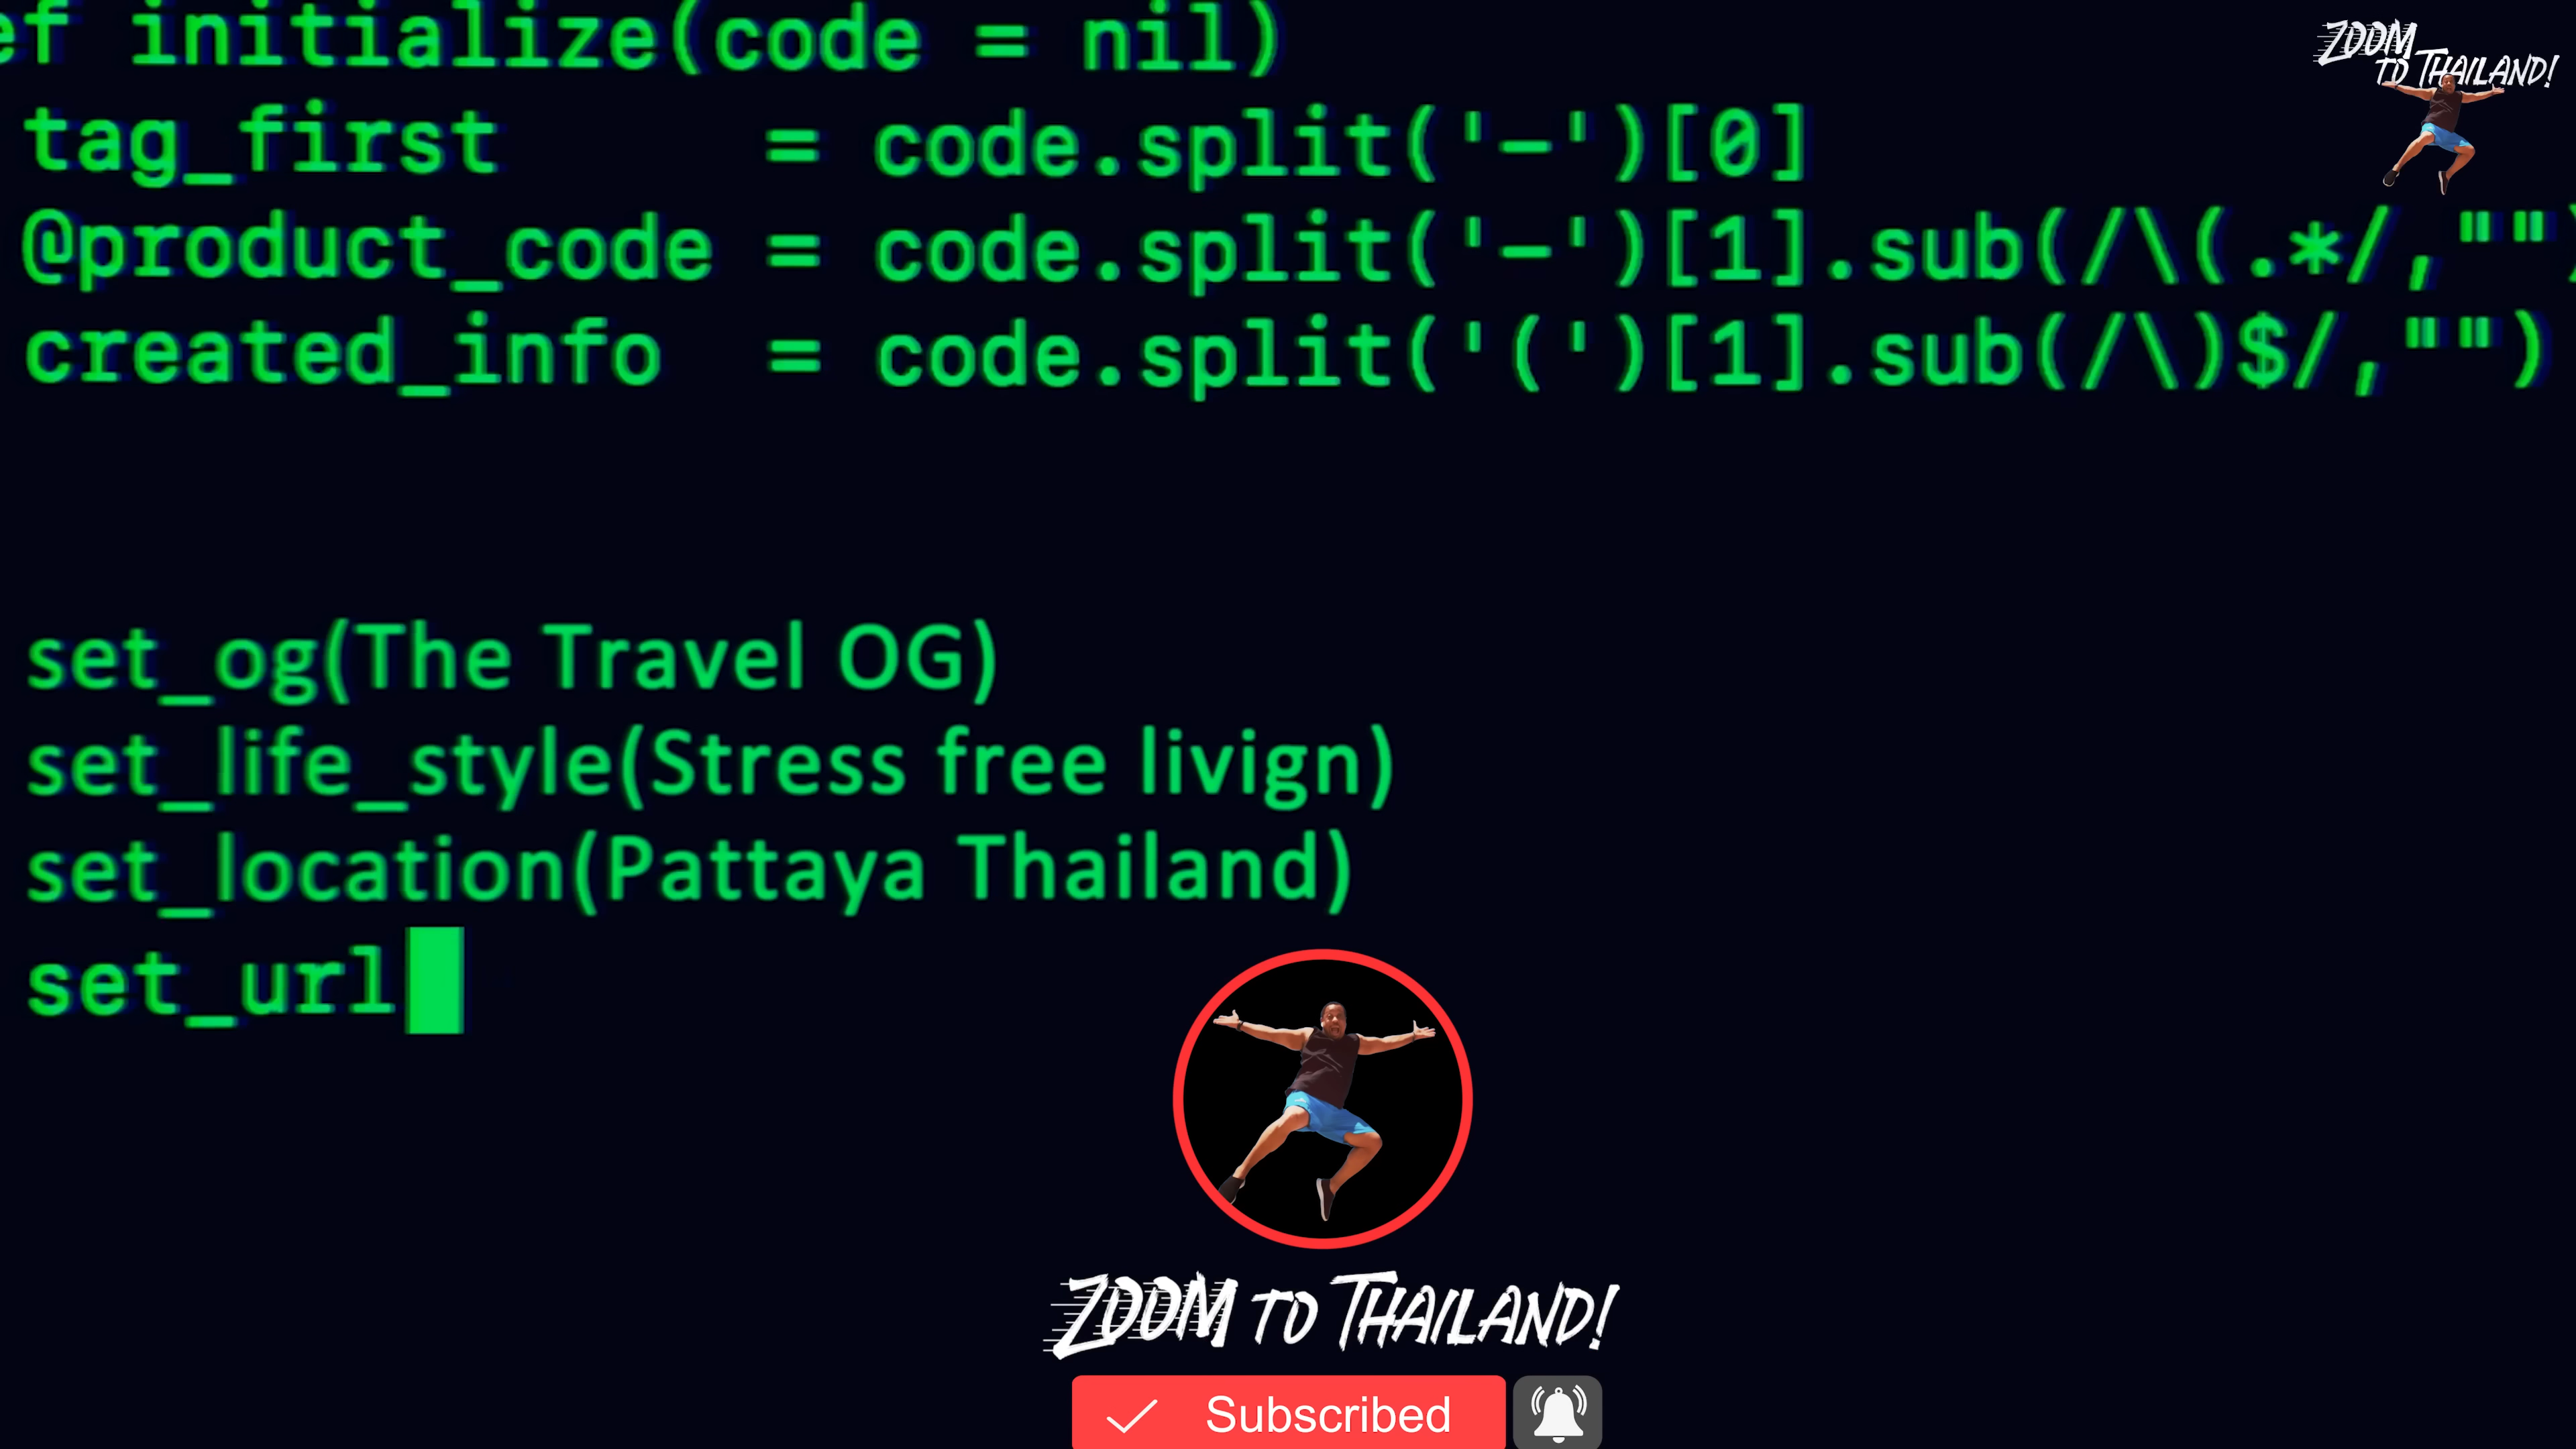 ef initialize(code = nil)
tag_first = code.split('-')[0]
@product_code = code.split('-')[1].sub(/\(.*/,"")
created_info = code.split('(')[1].sub(/\)$/,"")
set_og(The Travel OG)
set_life_style(Stress free livign)
set_location(Pattaya Thailand)
set_url
ZOOM
TO THAILAND!
ZOOM TO THAILAND!
Subscribed